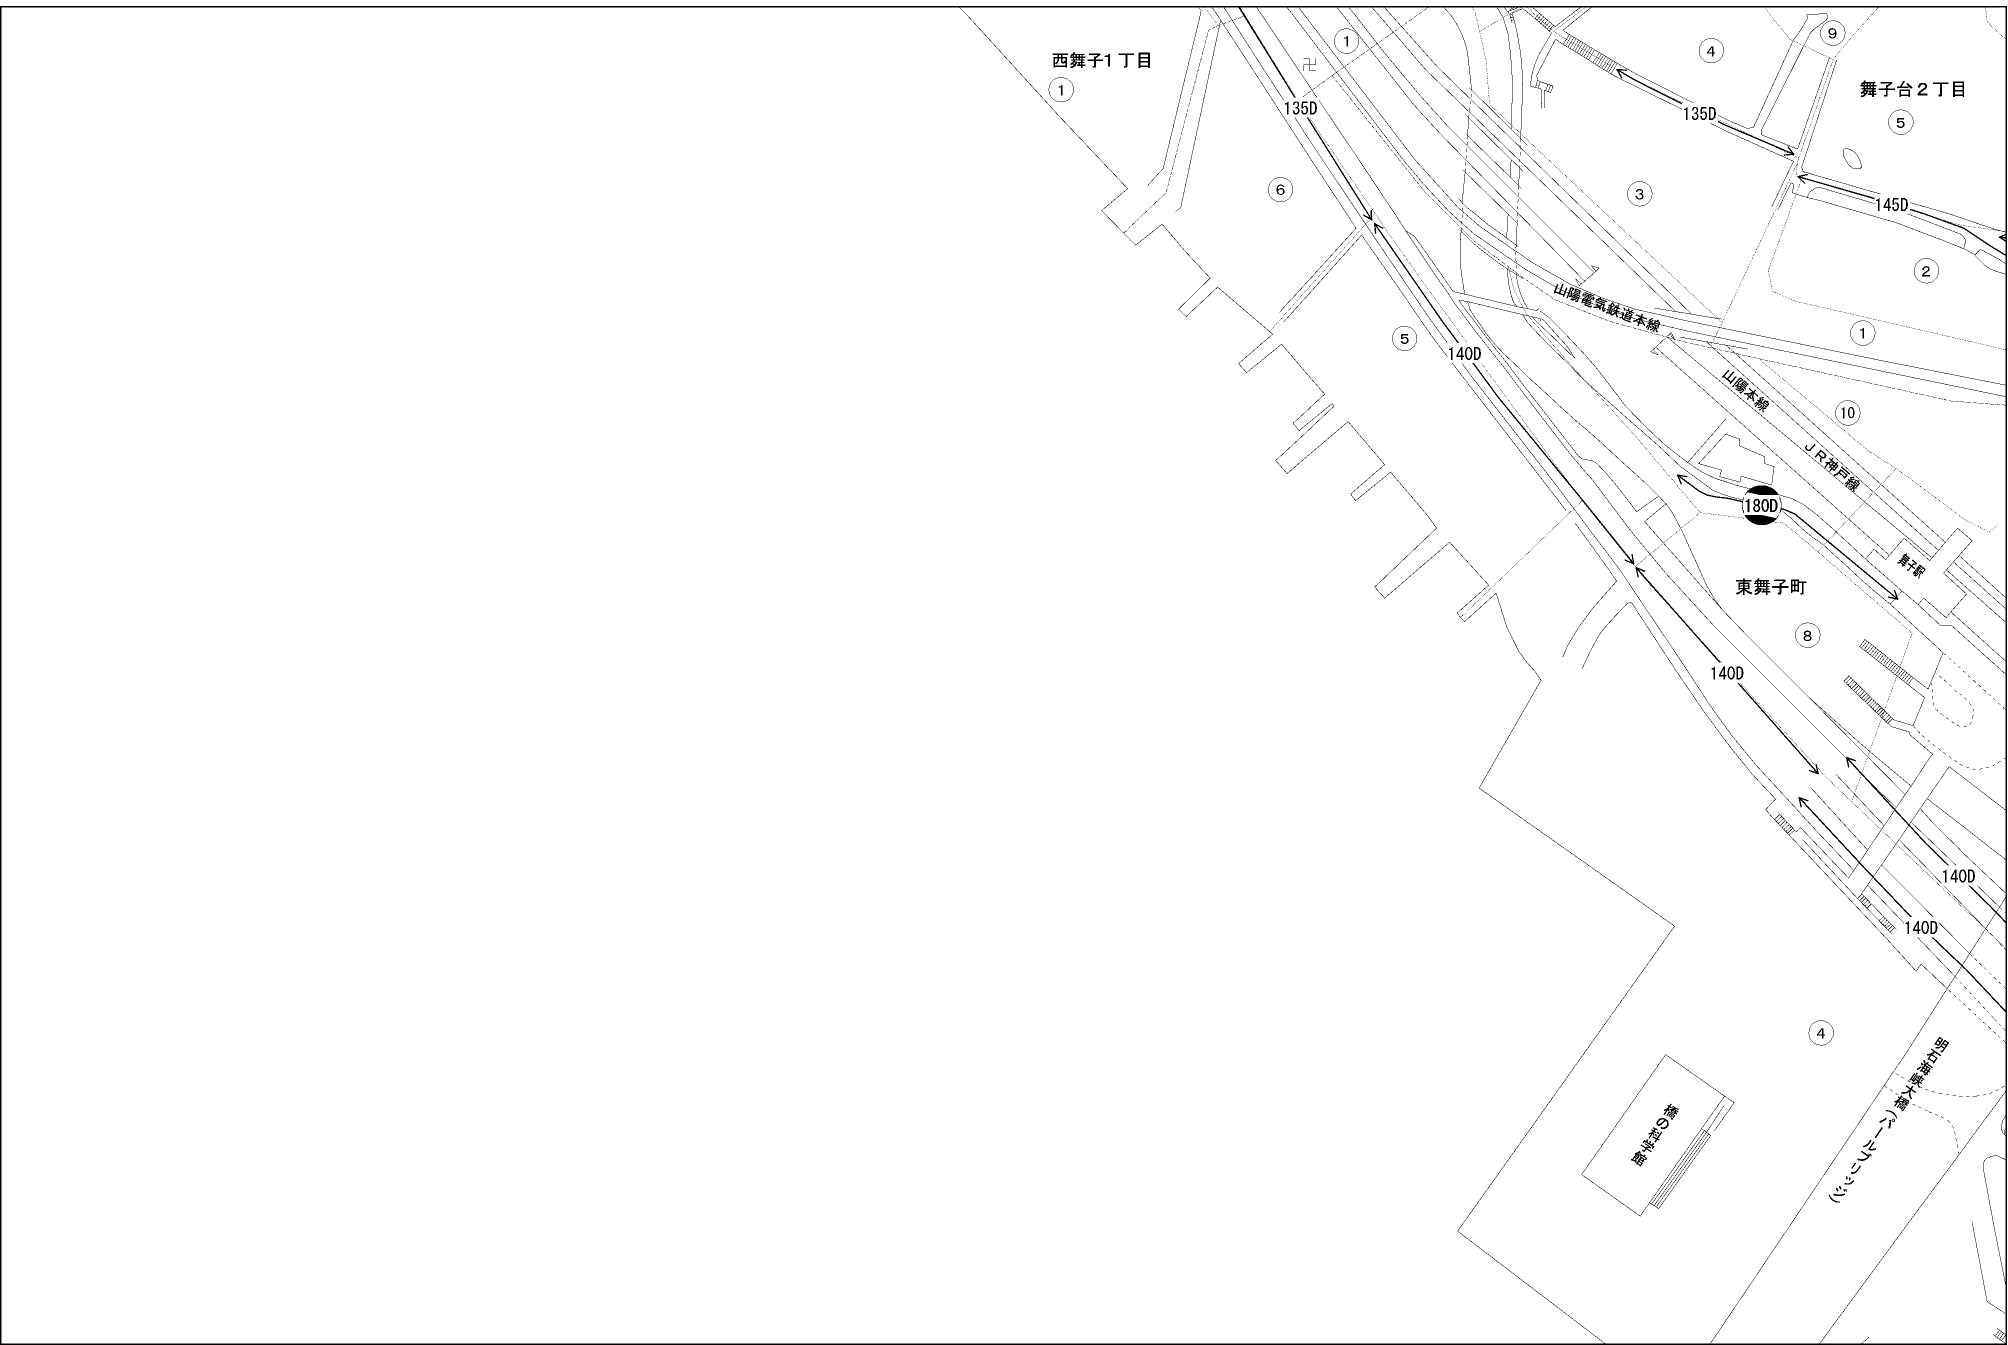 西舞子１丁目
①
①
④
⑨
舞子台２丁目
⑤
卍
135D
135D
⑥
③
145D
②
山陽電気鉄道本線
①
⑤
140D
山陽本線
⑩
ＪＲ神戸線
180D
舞子駅
東舞子町
⑧
140D
140D
140D
④
明石海峡大橋（パールブリッジ）
橋の科学館